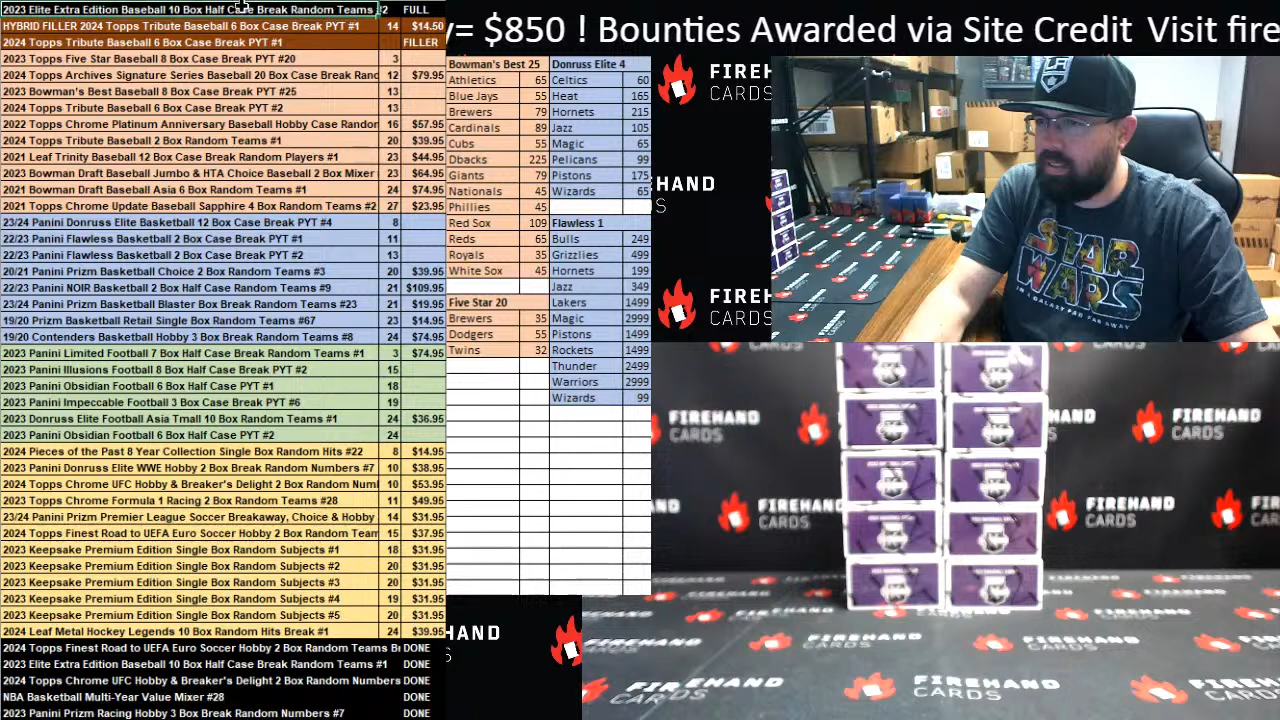 2023 Elite Extra Edition Baseball 10 Box Half Case Break Random Teams #2 FULL
HYBRID FILLER 2024 Topps Tribute Baseball 6 Box Case Break PYT #1 14 $14.50
2024 Topps Tribute Baseball 6 Box Case Break PYT #1 FILLER
2023 Topps Five Star Baseball 8 Box Case Break PYT #20 3
2024 Topps Archives Signature Series Baseball 20 Box Case Break Ranc 12 $79.95
2023 Bowman's Best Baseball 8 Box Case Break PYT #25 13
2024 Topps Tribute Baseball 6 Box Case Break PYT #2 13
2022 Topps Chrome Platinum Anniversary Baseball Hobby Case Randor 16 $57.95
2024 Topps Tribute Baseball 2 Box Random Teams #1 20 $39.95
2021 Leaf Trinity Baseball 12 Box Case Break Random Players #1 23 $44.95
2023 Bowman Draft Baseball Jumbo & HTA Choice Baseball 2 Box Mixer 23 $64.95
2021 Bowman Draft Baseball Asia 6 Box Random Teams #1 24 $74.95
2021 Topps Chrome Update Baseball Sapphire 4 Box Random Teams #2 27 $23.95
23/24 Panini Donruss Elite Basketball 12 Box Case Break PYT #4 8
22/23 Panini Flawless Basketball 2 Box Case Break PYT #1 11
22/23 Panini Flawless Basketball 2 Box Case Break PYT #2 13
20/21 Panini Prizm Basketball Choice 2 Box Random Teams #3 20 $39.95
22/23 Panini NOIR Basketball 2 Box Half Case Random Teams #9 21 $109.95
23/24 Panini Prizm Basketball Blaster Box Break Random Teams #23 21 $19.95
19/20 Prizm Basketball Retail Single Box Random Teams #67 23 $14.95
19/20 Contenders Basketball Hobby 3 Box Break Random Teams #8 24 $74.95
2023 Panini Limited Football 7 Box Half Case Break Random Teams #1 3 $74.95
2023 Panini Illusions Football 8 Box Half Case Break PYT #2 15
2023 Panini Obsidian Football 6 Box Half Case PYT #1 18
2023 Panini Impeccable Football 3 Box Case Break PYT #6 19
2023 Donruss Elite Football Asia Tmall 10 Box Random Teams #1 24 $36.95
2023 Panini Obsidian Football 6 Box Half Case PYT #2 24
2024 Pieces of the Past 8 Year Collection Single Box Random Hits #22 8 $14.95
2023 Panini Donruss Elite WWE Hobby 2 Box Break Random Numbers #7 10 $38.95
2024 Topps Chrome UFC Hobby & Breaker's Delight 2 Box Random Numl 10 $53.95
2023 Topps Chrome Formula 1 Racing 2 Box Random Teams #28 11 $49.95
23/24 Panini Prizm Premier League Soccer Breakaway, Choice & Hobby 14 $31.95
2024 Topps Finest Road to UEFA Euro Soccer Hobby 2 Box Random Team 15 $37.95
2023 Keepsake Premium Edition Single Box Random Subjects #1 18 $31.95
2023 Keepsake Premium Edition Single Box Random Subjects #2 20 $31.95
2023 Keepsake Premium Edition Single Box Random Subjects #3 20 $31.95
2023 Keepsake Premium Edition Single Box Random Subjects #4 19 $31.95
2023 Keepsake Premium Edition Single Box Random Subjects #5 20 $31.95
2024 Leaf Metal Hockey Legends 10 Box Random Hits Break #1 24 $39.95
2024 Topps Finest Road to UEFA Euro Soccer Hobby 2 Box Random Teams Br DONE
2023 Elite Extra Edition Baseball 10 Box Half Case Break Random Teams #1 DONE
2024 Topps Chrome UFC Hobby & Breaker's Delight 2 Box Random Numbers DONE
NBA Basketball Multi-Year Value Mixer #28 DONE
2023 Panini Prizm Racing Hobby 3 Box Break Random Numbers #7 DONE
y= $850 ! Bounties Awarded via Site Credit Visit fire
Bowman's Best 25
Athletics 65
Blue Jays 55
Brewers 79
Cardinals 89
Cubs 55
Dbacks 225
Giants 79
Nationals 45
Phillies 45
Red Sox 109
Reds 65
Royals 35
White Sox 45
Five Star 20
Brewers 35
Dodgers 55
Twins 32
Donruss Elite 4
Celtics 60
Heat 165
Hornets 215
Jazz 105
Magic 65
Pelicans 99
Pistons 175
Wizards 65
Flawless 1
Bulls 249
Grizzlies 499
Hornets 199
Jazz 349
Lakers 1499
Magic 2999
Pistons 1499
Rockets 1499
Thunder 2499
Warriors 2999
Wizards 99
FIREH
CARDS
HAND
S
FIREH
CARDS
HAND
S
LA
STAR
WARS
IN A GALAXY FAR FAR AWAY
FIREHAND
CARDS
FIREHAND
CARDS
FIREHAND
CARDS
FIREHAND
CARDS
FIREHAND
CARDS
FIREHAND
CARDS